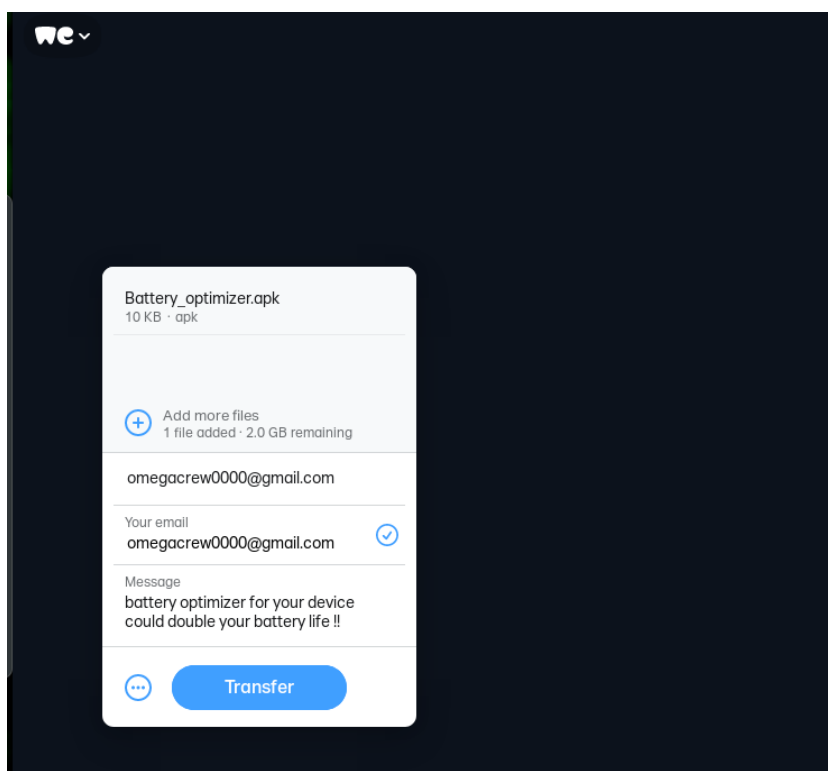 we
Battery_optimizer.apk
10 KB · apk
Add more files
1 file added · 2.0 GB remaining
omegacrew0000@gmail.com
Your email
omegacrew0000@gmail.com
Message
battery optimizer for your device
could double your battery life !!
Transfer